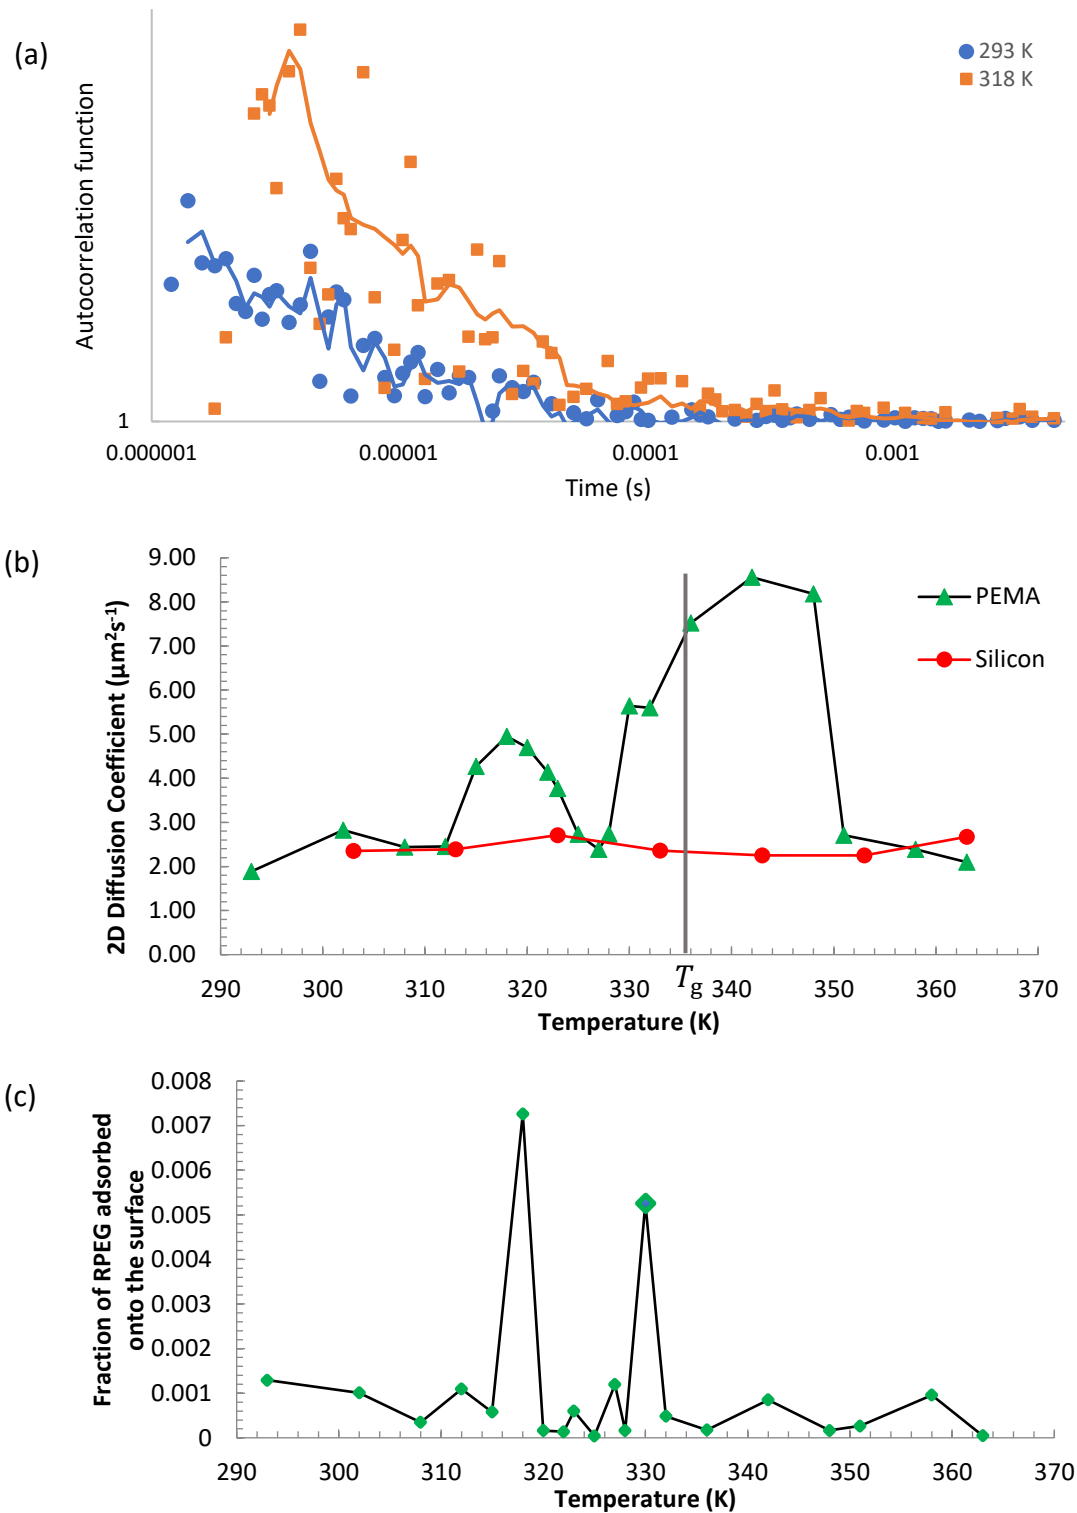 (a)
Autocorrelation function
293 K
318 K
1
0.000001 0.00001 0.0001 0.001
Time (s)
(b)
2D Diffusion Coefficient (μm²s⁻¹)
9.00
8.00
7.00
6.00
5.00
4.00
3.00
2.00
1.00
0.00
PEMA
Silicon
290 300 310 320 330 Tg 340 350 360 370
Temperature (K)
(c)
Fraction of RPEG adsorbed
onto the surface
0.008
0.007
0.006
0.005
0.004
0.003
0.002
0.001
0
290 300 310 320 330 340 350 360 370
Temperature (K)